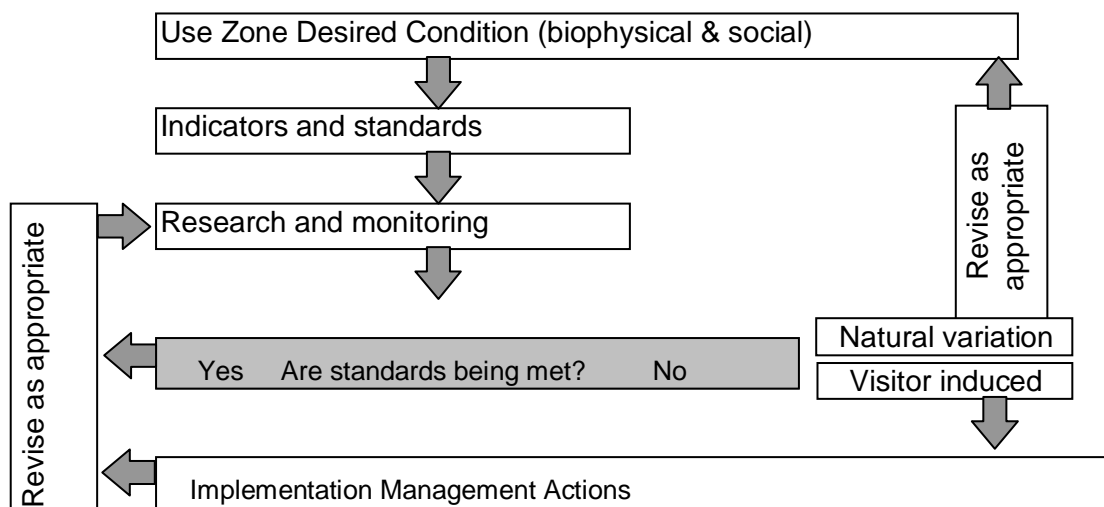 Use Zone Desired Condition (biophysical & social)
Indicators and standards
Research and monitoring
Revise as appropriate
Revise as
appropriate
Natural variation
Visitor induced
Yes Are standards being met? No
Implementation Management Actions